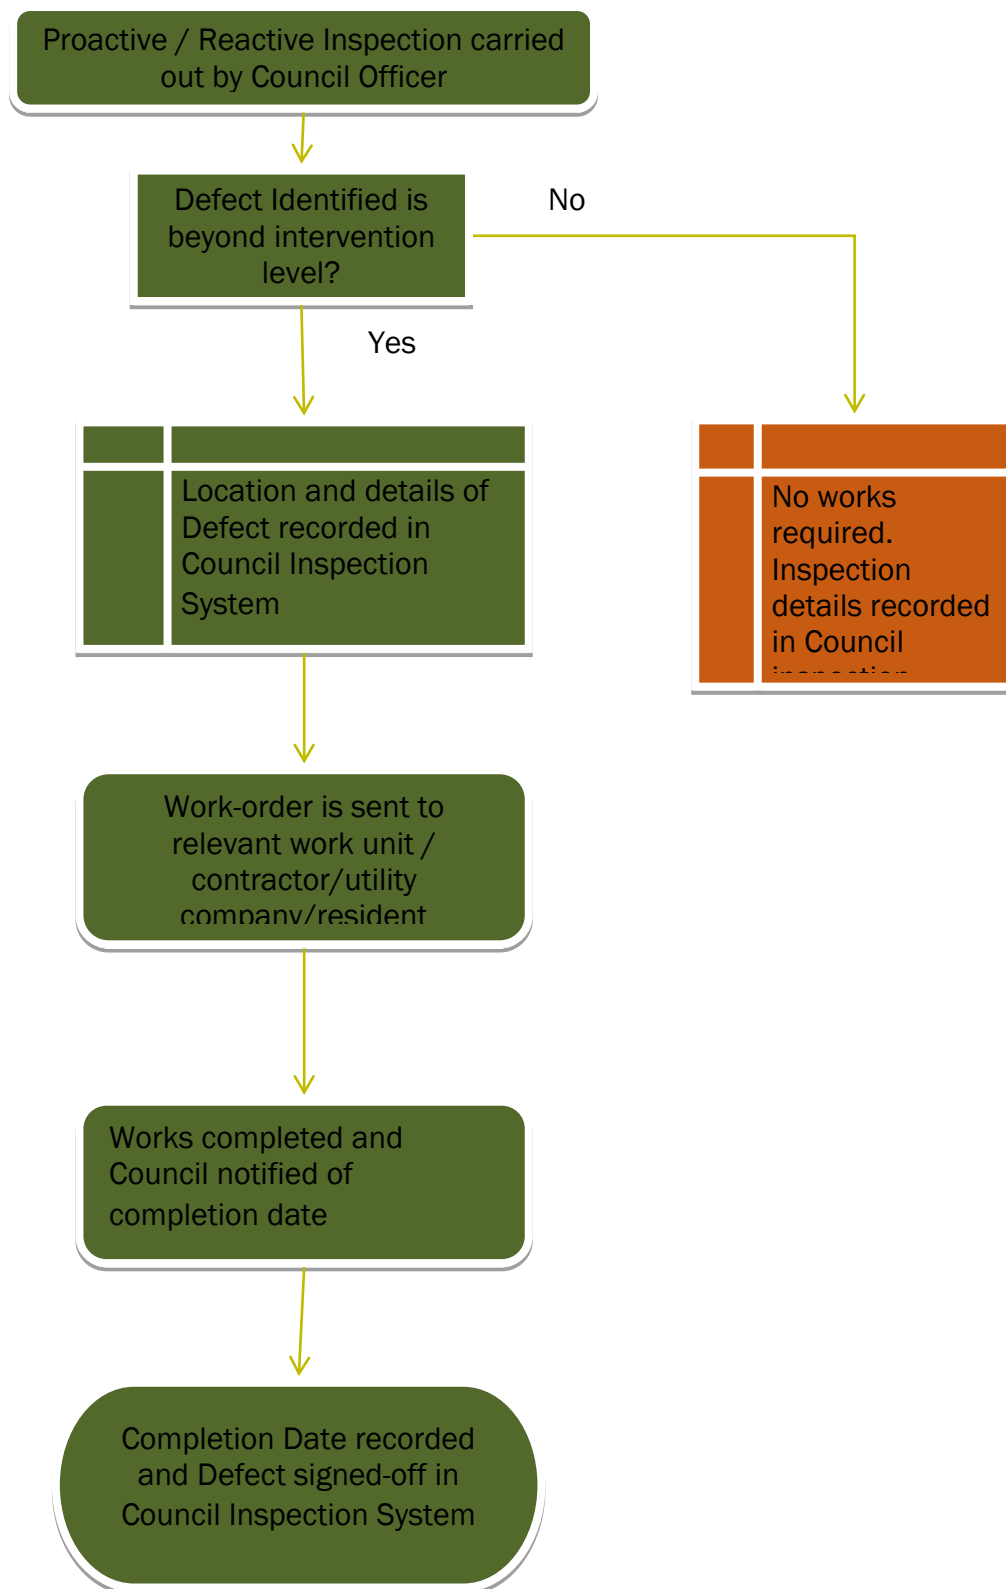 Proactive / Reactive Inspection carried
out by Council Officer
Defect Identified is
beyond intervention
level?
No
Yes
Location and details of
Defect recorded in
Council Inspection
System
No works
required.
Inspection
details recorded
in Council
inspection
Work-order is sent to
relevant work unit /
contractor/utility
company/resident
Works completed and
Council notified of
completion date
Completion Date recorded
and Defect signed-off in
Council Inspection System